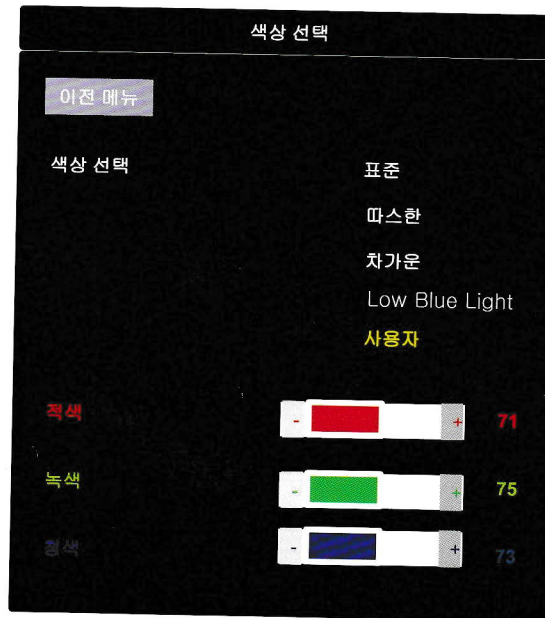 색상 선택
이전 메뉴
색상 선택
표준
따스한
차가운
Low Blue Light
사용자
적색 - + 71
녹색 - + 75
청색 - + 73